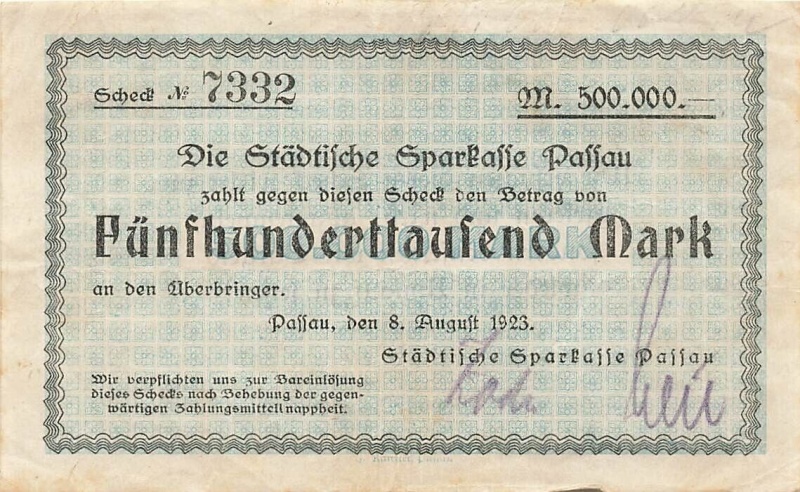 Scheck № 7332
M. 500.000.—
Die Städtische Sparkasse Passau
zahlt gegen diesen Scheck den Betrag von
Fünfhunderttausend Mark
an den Überbringer.
Passau, den 8. August 1923.
Städtische Sparkasse Passau
Wir verpflichten uns zur Bareinlösung
dieses Schecks nach Behebung der gegen-
wärtigen Zahlungsmittelknappheit.